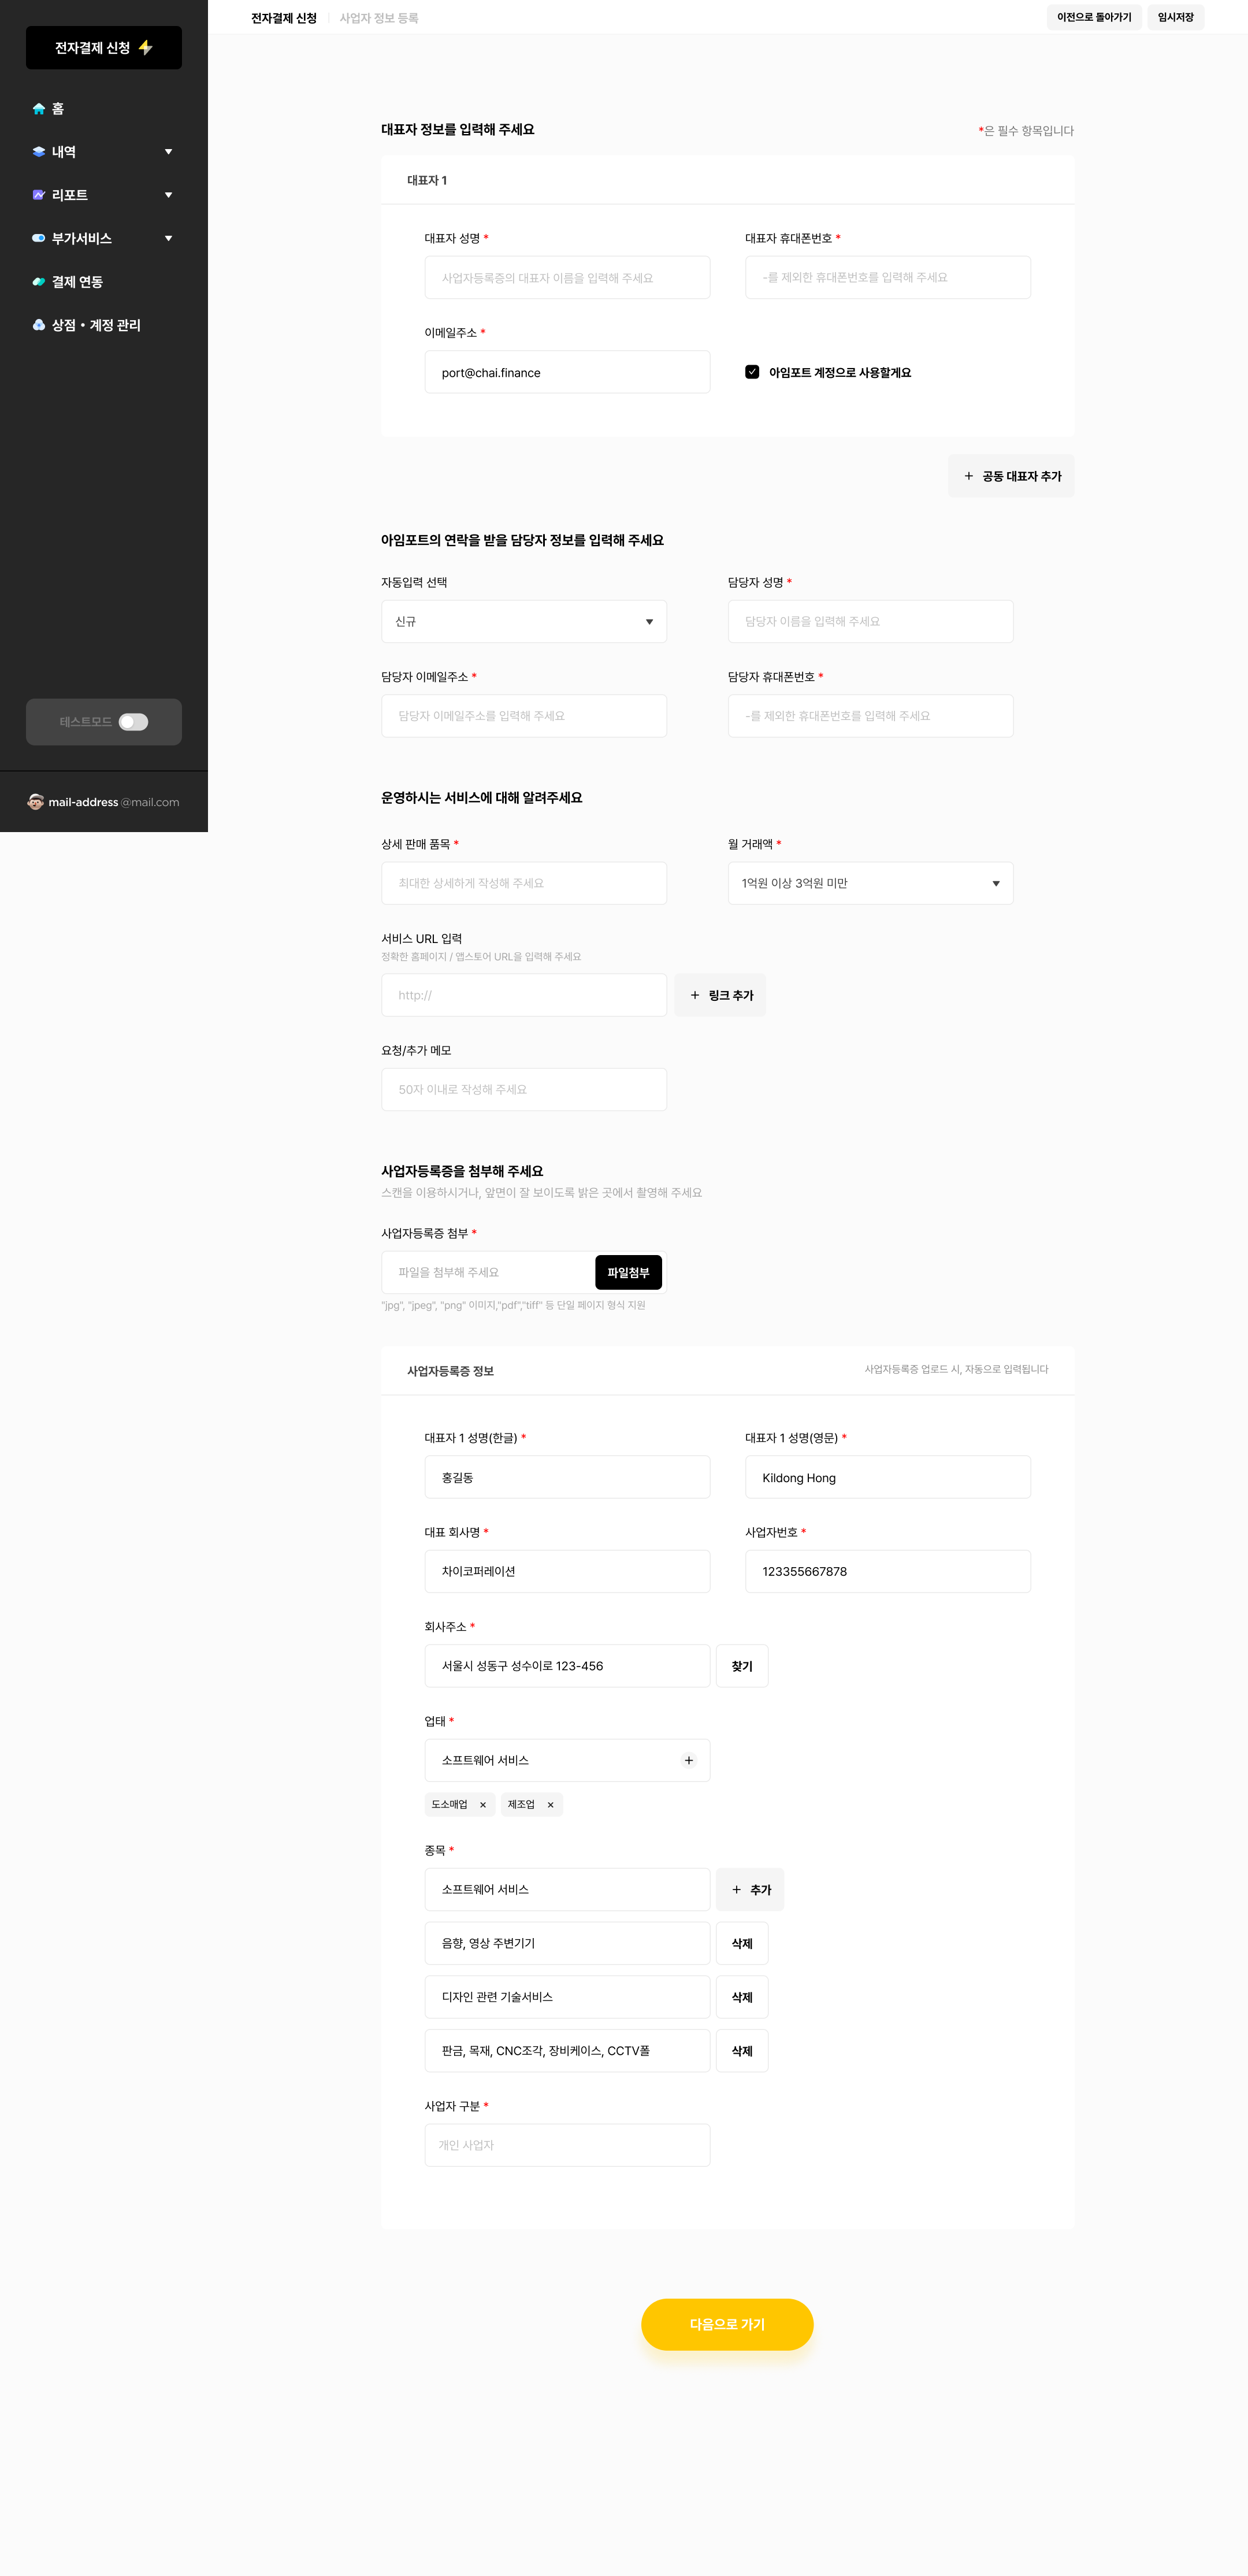 전자결제 신청
홈
내역
리포트
부가서비스
결제 연동
상점 • 계정 관리
테스트모드
mail-address @mail.com
전자결제 신청 사업자 정보 등록
이전으로 돌아가기 임시저장
대표자 정보를 입력해 주세요 *은 필수 항목입니다
대표자 1
대표자 성명 * 대표자 휴대폰번호 *
사업자등록증의 대표자 이름을 입력해 주세요 -를 제외한 휴대폰번호를 입력해 주세요
이메일주소 *
port@chai.finance 아임포트 계정으로 사용할게요
+ 공동 대표자 추가
아임포트의 연락을 받을 담당자 정보를 입력해 주세요
자동입력 선택 담당자 성명 *
신규 담당자 이름을 입력해 주세요
담당자 이메일주소 * 담당자 휴대폰번호 *
담당자 이메일주소를 입력해 주세요 -를 제외한 휴대폰번호를 입력해 주세요
운영하시는 서비스에 대해 알려주세요
상세 판매 품목 * 월 거래액 *
최대한 상세하게 작성해 주세요 1억원 이상 3억원 미만
서비스 URL 입력
정확한 홈페이지 / 앱스토어 URL을 입력해 주세요
http:// + 링크 추가
요청/추가 메모
50자 이내로 작성해 주세요
사업자등록증을 첨부해 주세요
스캔을 이용하시거나, 앞면이 잘 보이도록 밝은 곳에서 촬영해 주세요
사업자등록증 첨부 *
파일을 첨부해 주세요 파일첨부
"jpg", "jpeg", "png" 이미지,"pdf","tiff" 등 단일 페이지 형식 지원
사업자등록증 정보 사업자등록증 업로드 시, 자동으로 입력됩니다
대표자 1 성명(한글) * 대표자 1 성명(영문) *
홍길동 Kildong Hong
대표 회사명 * 사업자번호 *
차이코퍼레이션 123355667878
회사주소 *
서울시 성동구 성수이로 123-456 찾기
업태 *
소프트웨어 서비스 +
도소매업 × 제조업 ×
종목 *
소프트웨어 서비스 + 추가
음향, 영상 주변기기 삭제
디자인 관련 기술서비스 삭제
판금, 목재, CNC조각, 장비케이스, CCTV폴 삭제
사업자 구분 *
개인 사업자
다음으로 가기